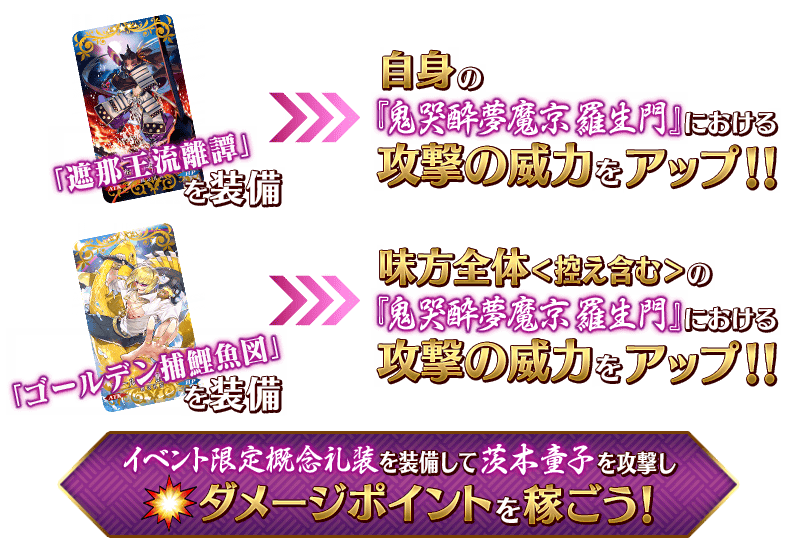 「遮那王流離譚」
を装備
自身の
『鬼哭酔夢魔京 羅生門』における
攻撃の威力をアップ!!
「ゴールデン捕鯉魚図」
を装備
味方全体<控え含む>の
『鬼哭酔夢魔京 羅生門』における
攻撃の威力をアップ!!
イベント限定概念礼装を装備して茨木童子を攻撃し
ダメージポイントを稼ごう!